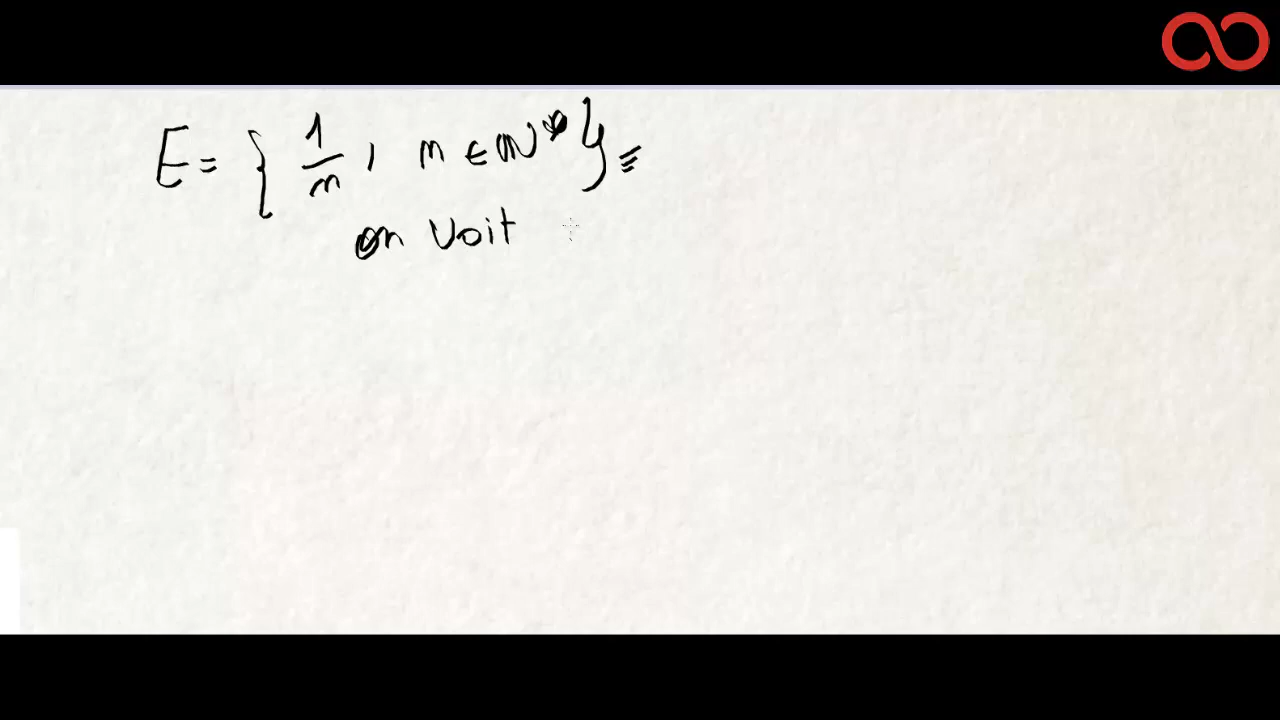 E = { 1/n , n ∈ ℕ* } =
on voit